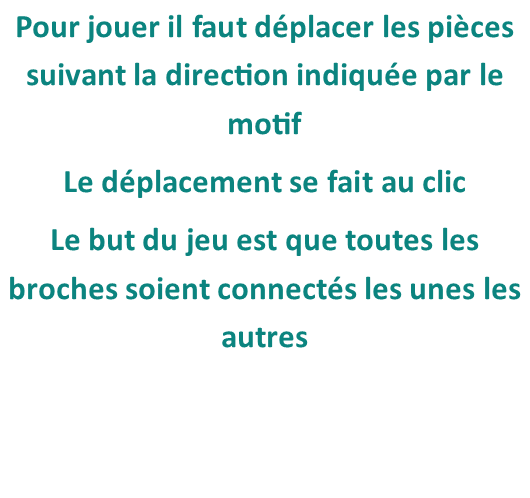 Pour jouer il faut déplacer les pièces
suivant la direction indiquée par le
motif
Le déplacement se fait au clic
Le but du jeu est que toutes les
broches soient connectés les unes les
autres